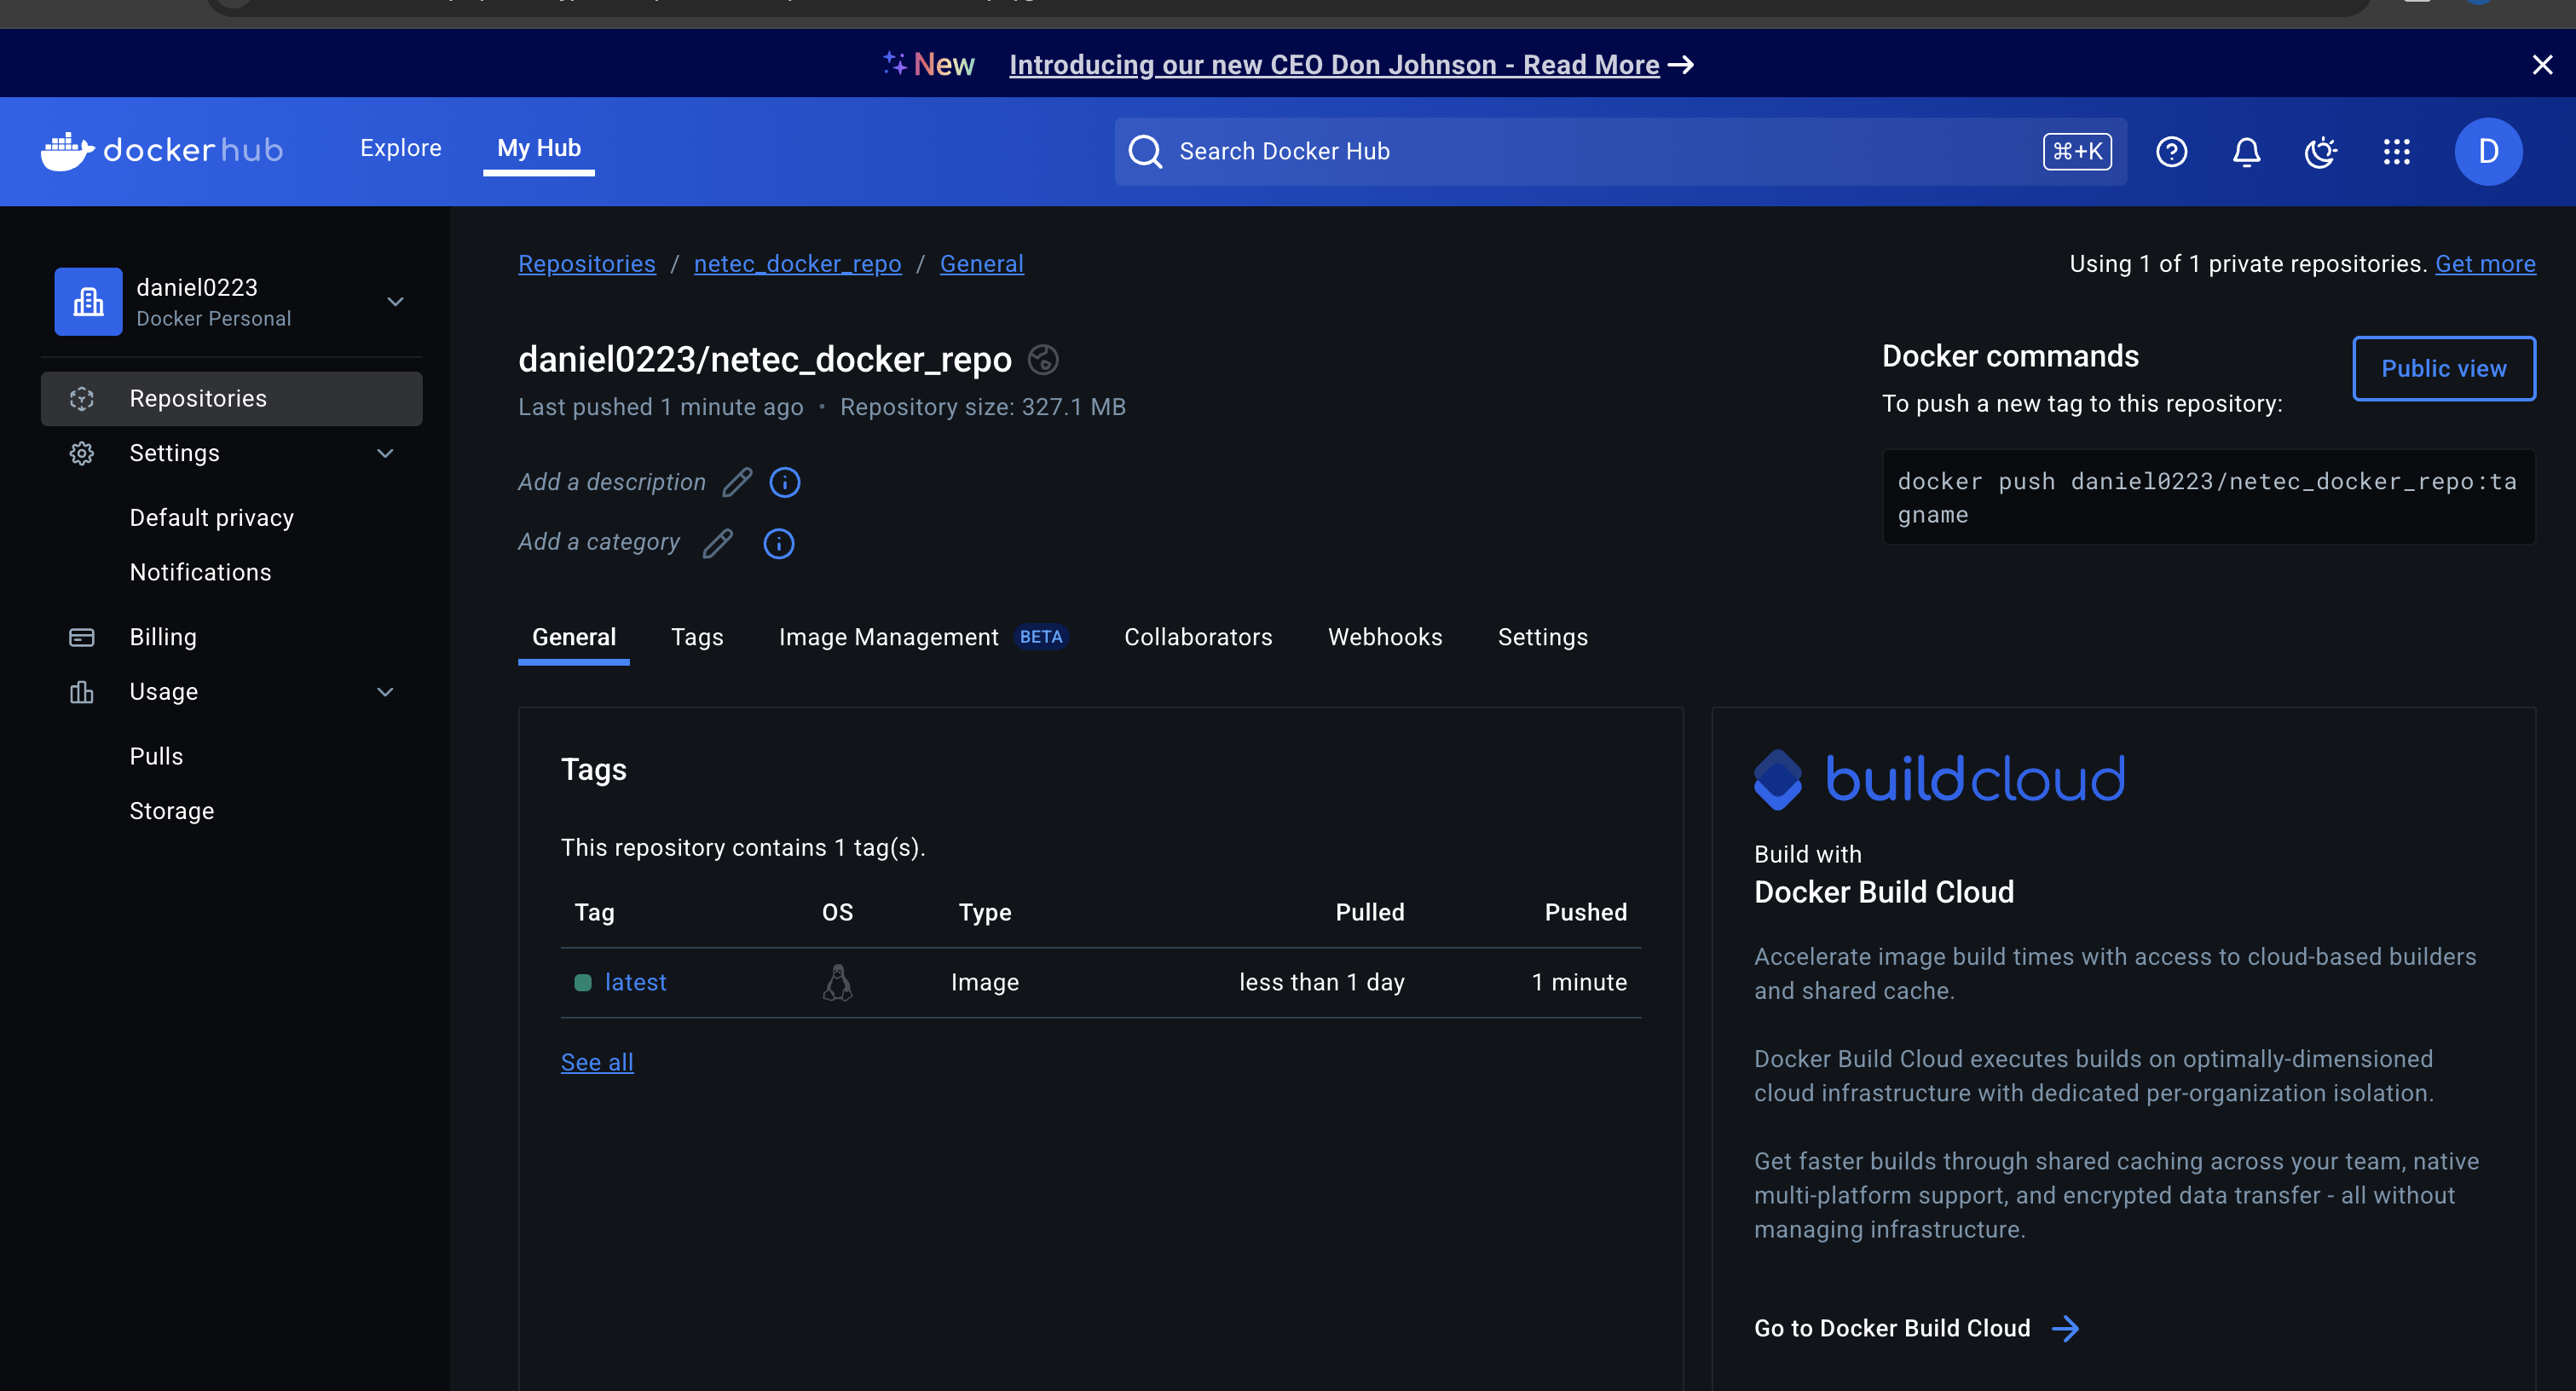 New Introducing our new CEO Don Johnson - Read More
dockerhub Explore My Hub Search Docker Hub ⌘+K D
daniel0223
Docker Personal
Repositories
Settings
Default privacy
Notifications
Billing
Usage
Pulls
Storage
Repositories / netec_docker_repo / General
Using 1 of 1 private repositories. Get more
daniel0223/netec_docker_repo
Last pushed 1 minute ago • Repository size: 327.1 MB
Add a description
Add a category
Docker commands
Public view
To push a new tag to this repository:
docker push daniel0223/netec_docker_repo:ta
gname
General Tags Image Management BETA Collaborators Webhooks Settings
Tags
This repository contains 1 tag(s).
Tag OS Type Pulled Pushed
latest Image less than 1 day 1 minute
See all
buildcloud
Build with
Docker Build Cloud
Accelerate image build times with access to cloud-based builders
and shared cache.
Docker Build Cloud executes builds on optimally-dimensioned
cloud infrastructure with dedicated per-organization isolation.
Get faster builds through shared caching across your team, native
multi-platform support, and encrypted data transfer - all without
managing infrastructure.
Go to Docker Build Cloud